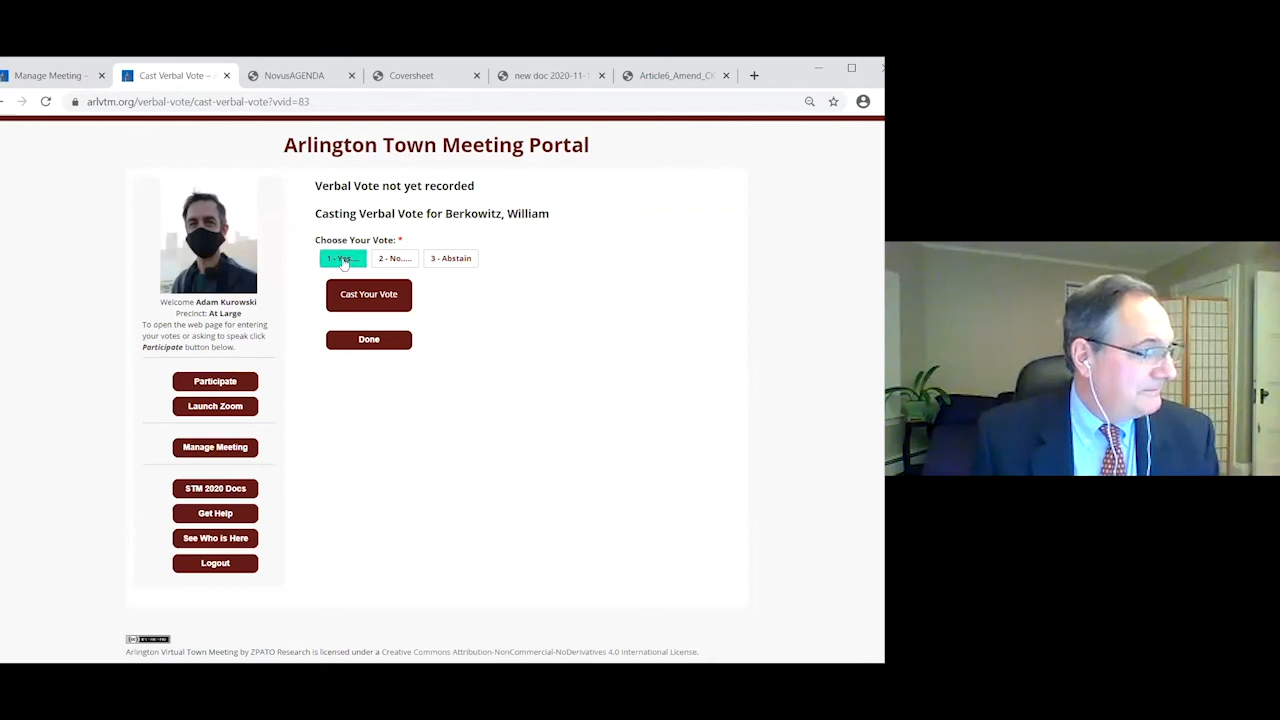 Manage Meeting –
Cast Verbal Vote –
NovusAGENDA
Coversheet
new doc 2020-11-1
Article6_Amend_C
arlvtm.org/verbal-vote/cast-verbal-vote?vvid=83
Arlington Town Meeting Portal
Verbal Vote not yet recorded
Casting Verbal Vote for Berkowitz, William
Choose Your Vote: *
1 - Yes....
2 - No.....
3 - Abstain
Cast Your Vote
Done
Welcome Adam Kurowski
Precinct: At Large
To open the web page for entering
your votes or asking to speak click
Participate button below.
Participate
Launch Zoom
Manage Meeting
STM 2020 Docs
Get Help
See Who is Here
Logout
Arlington Virtual Town Meeting by ZPATO Research is licensed under a Creative Commons Attribution-NonCommercial-NoDerivatives 4.0 International License.